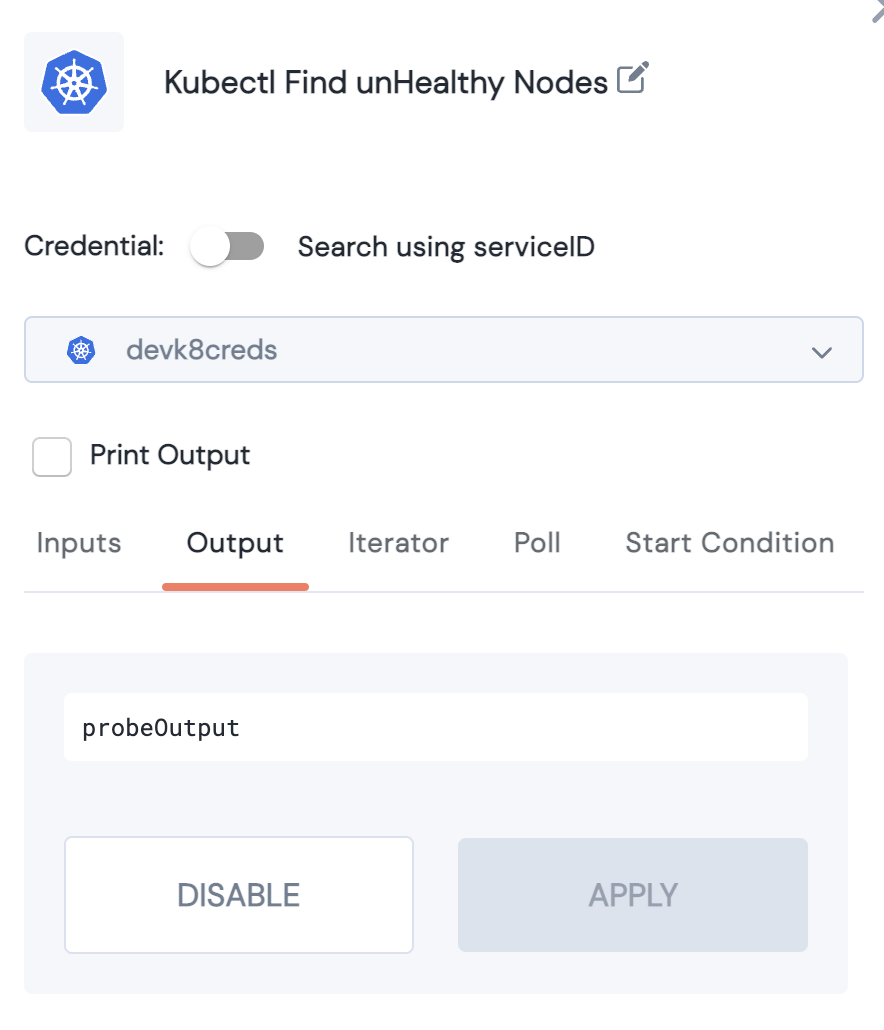 Kubectl Find unHealthy Nodes
Credential: Search using serviceID
devk8creds
Print Output
Inputs Output Iterator Poll Start Condition
probeOutput
DISABLE APPLY